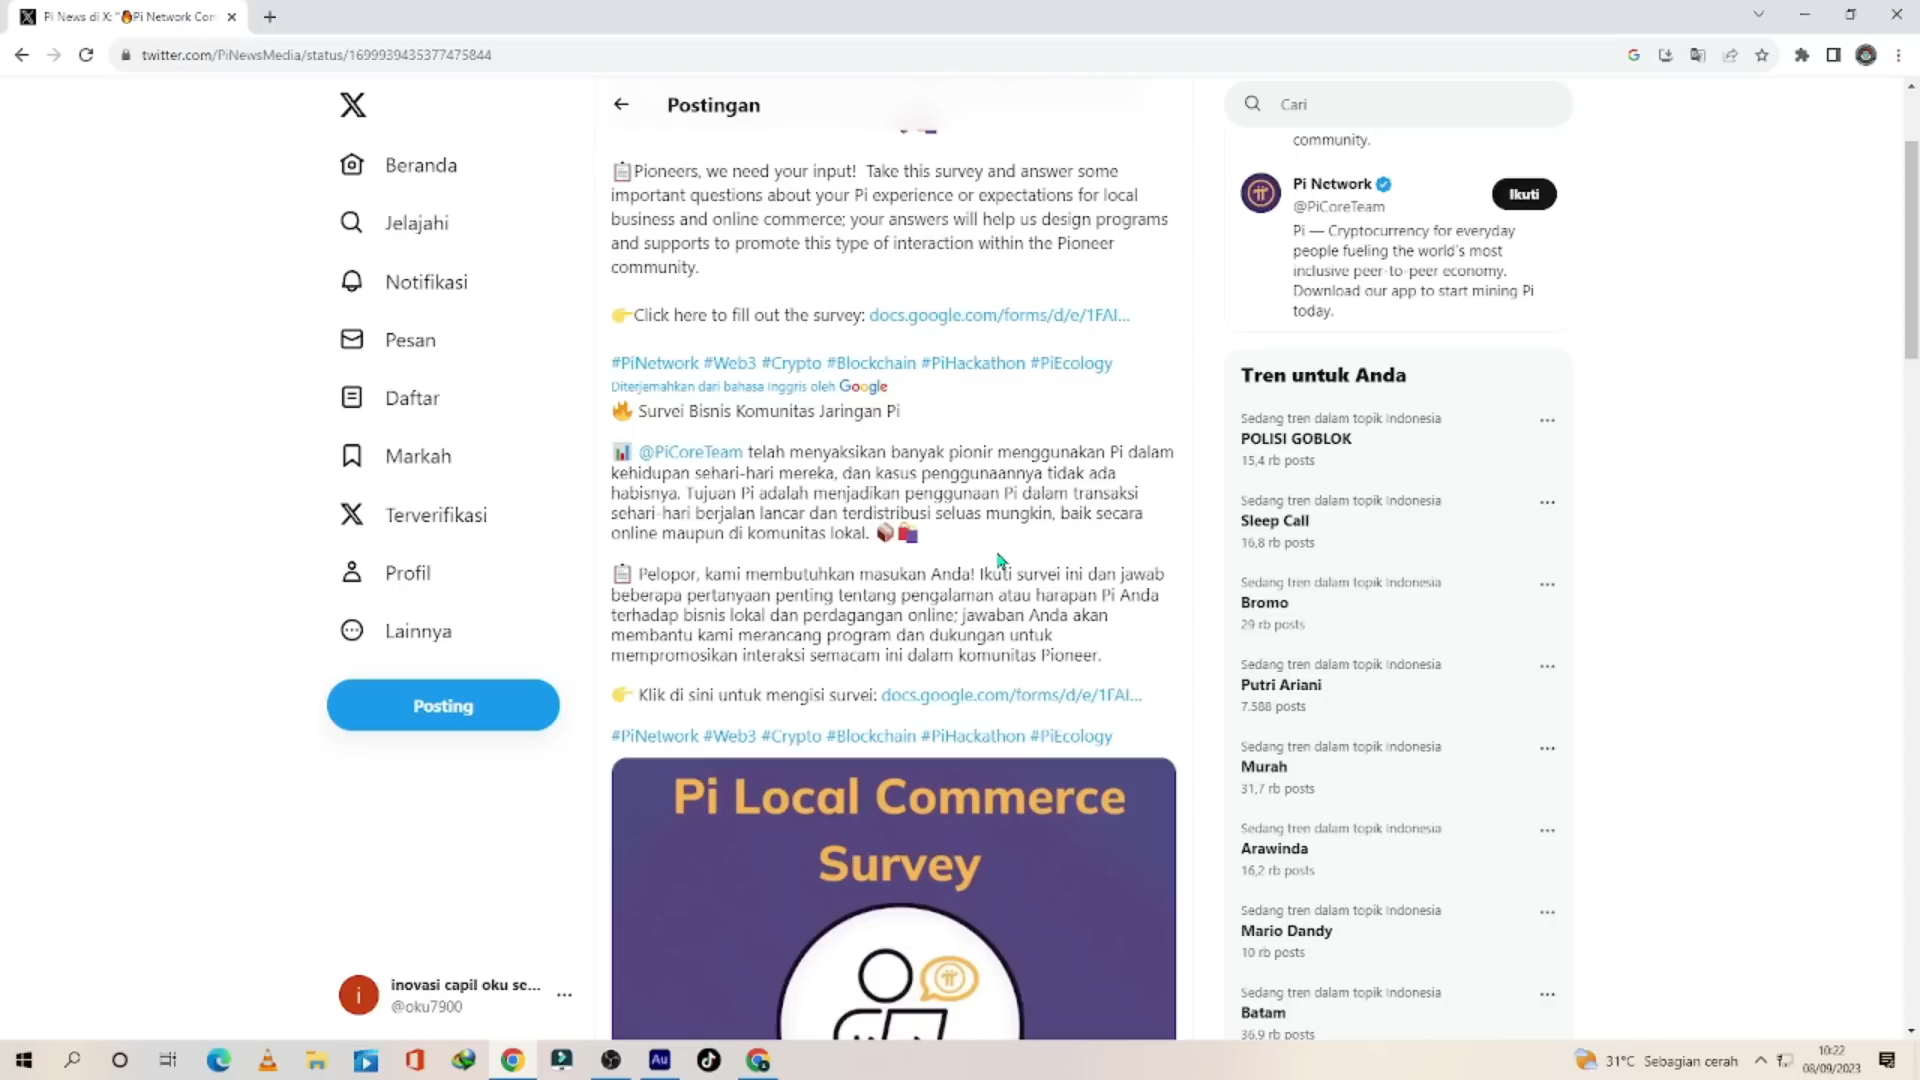 Pi News di X: "🔥Pi Network Com
twitter.com/PiNewsMedia/status/1699939435377475844
Beranda
Jelajahi
Notifikasi
Pesan
Daftar
Markah
Terverifikasi
Profil
Lainnya
Posting
inovasi capil oku se...
@oku7900
Postingan
📋Pioneers, we need your input! Take this survey and answer some
important questions about your Pi experience or expectations for local
business and online commerce; your answers will help us design programs
and supports to promote this type of interaction within the Pioneer
community.
👉Click here to fill out the survey: docs.google.com/forms/d/e/1FAI...
#PiNetwork #Web3 #Crypto #Blockchain #PiHackathon #PiEcology
Diterjemahkan dari bahasa Inggris oleh Google
🔥 Survei Bisnis Komunitas Jaringan Pi
📊 @PiCoreTeam telah menyaksikan banyak pionir menggunakan Pi dalam
kehidupan sehari-hari mereka, dan kasus penggunaannya tidak ada
habisnya. Tujuan Pi adalah menjadikan penggunaan Pi dalam transaksi
sehari-hari berjalan lancar dan terdistribusi seluas mungkin, baik secara
online maupun di komunitas lokal. 📦🛍️
📋 Pelopor, kami membutuhkan masukan Anda! Ikuti survei ini dan jawab
beberapa pertanyaan penting tentang pengalaman atau harapan Pi Anda
terhadap bisnis lokal dan perdagangan online; jawaban Anda akan
membantu kami merancang program dan dukungan untuk
mempromosikan interaksi semacam ini dalam komunitas Pioneer.
👉 Klik di sini untuk mengisi survei: docs.google.com/forms/d/e/1FAI...
#PiNetwork #Web3 #Crypto #Blockchain #PiHackathon #PiEcology
Pi Local Commerce
Survey
Cari
community.
Pi Network
@PiCoreTeam
Ikuti
Pi — Cryptocurrency for everyday
people fueling the world's most
inclusive peer-to-peer economy.
Download our app to start mining Pi
today.
Tren untuk Anda
Sedang tren dalam topik Indonesia
POLISI GOBLOK
15,4 rb posts
Sedang tren dalam topik Indonesia
Sleep Call
16,8 rb posts
Sedang tren dalam topik Indonesia
Bromo
29 rb posts
Sedang tren dalam topik Indonesia
Putri Ariani
7.588 posts
Sedang tren dalam topik Indonesia
Murah
31,7 rb posts
Sedang tren dalam topik Indonesia
Arawinda
16,2 rb posts
Sedang tren dalam topik Indonesia
Mario Dandy
10 rb posts
Sedang tren dalam topik Indonesia
Batam
36,9 rb posts
Au
31°C Sebagian cerah
10:22
08/09/2023